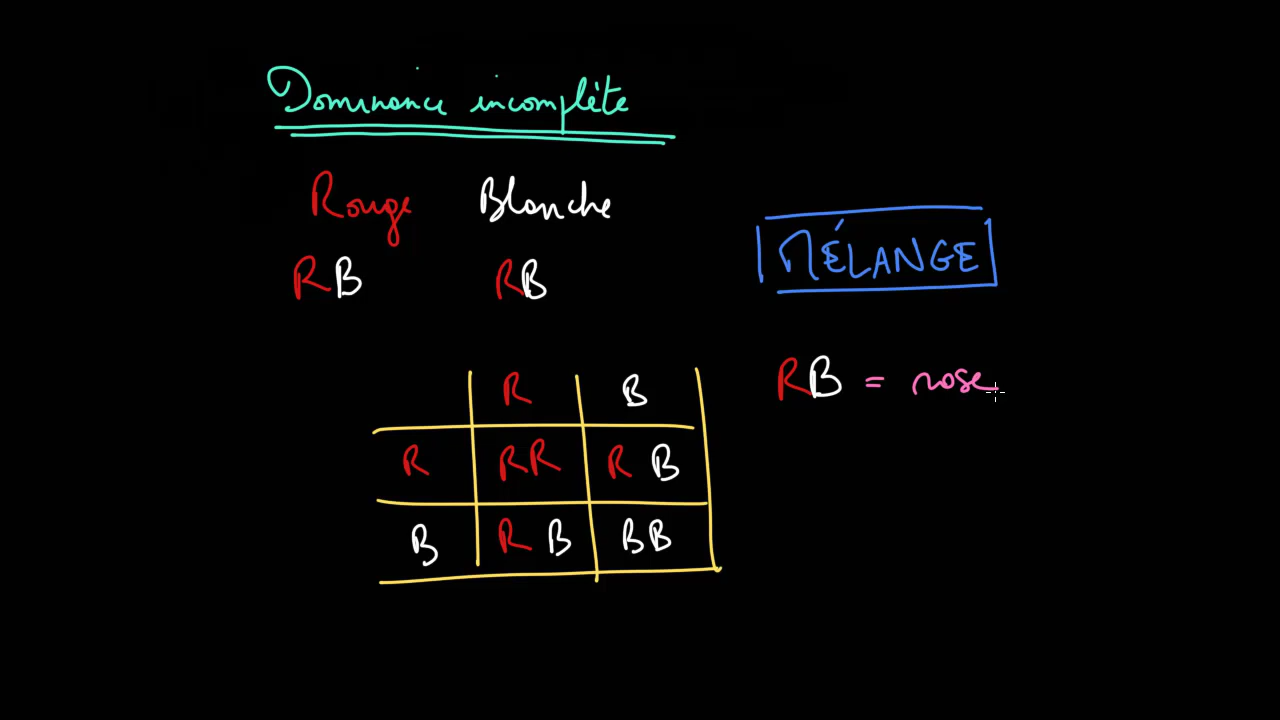 Dominance incomplète
Rouge Blanche
RB RB
MÉLANGE
RB = rose
R B
R RR R B
B R B BB